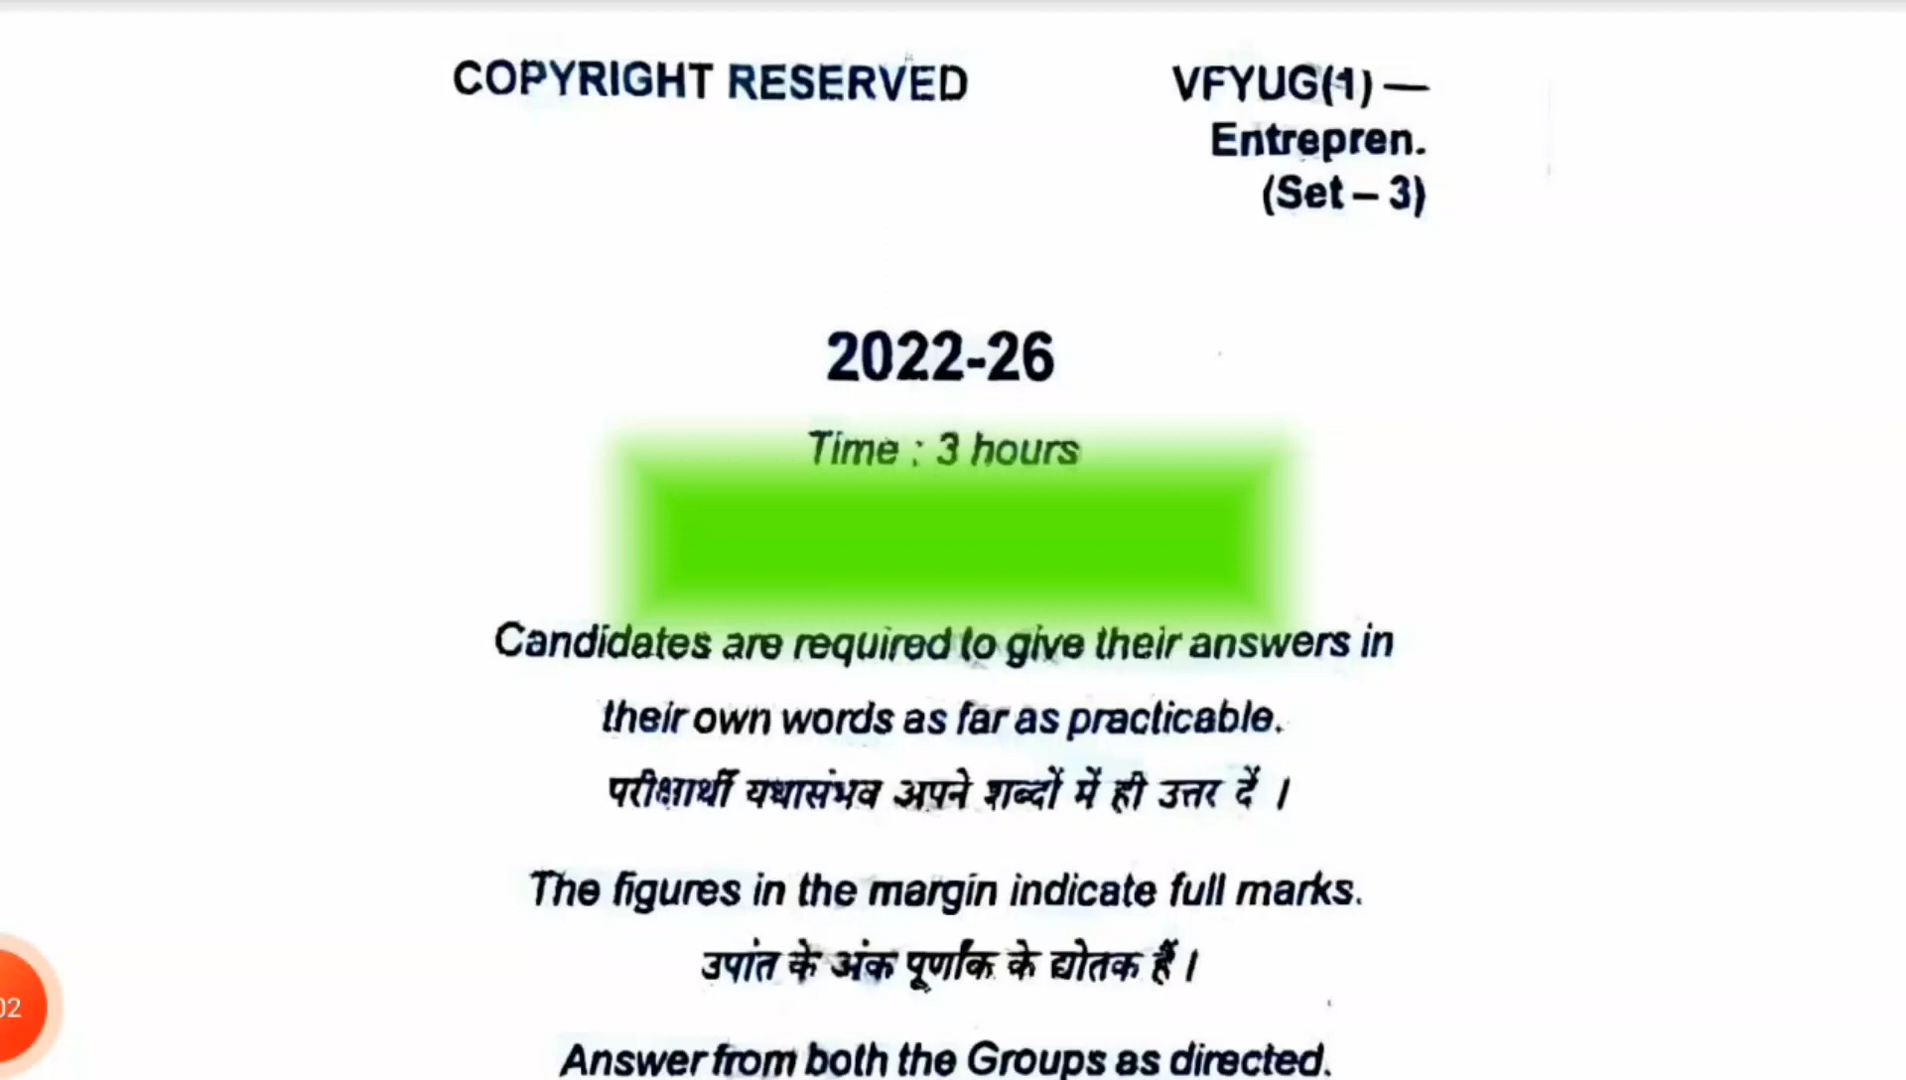 COPYRIGHT RESERVED
VFYUG(1) —
Entrepren.
(Set – 3)
2022-26
Time : 3 hours
Candidates are required to give their answers in
their own words as far as practicable.
परीक्षार्थी यथासंभव अपने शब्दों में ही उत्तर दें ।
The figures in the margin indicate full marks.
उपांत के अंक पूर्णांक के द्योतक हैं ।
Answer from both the Groups as directed.
02